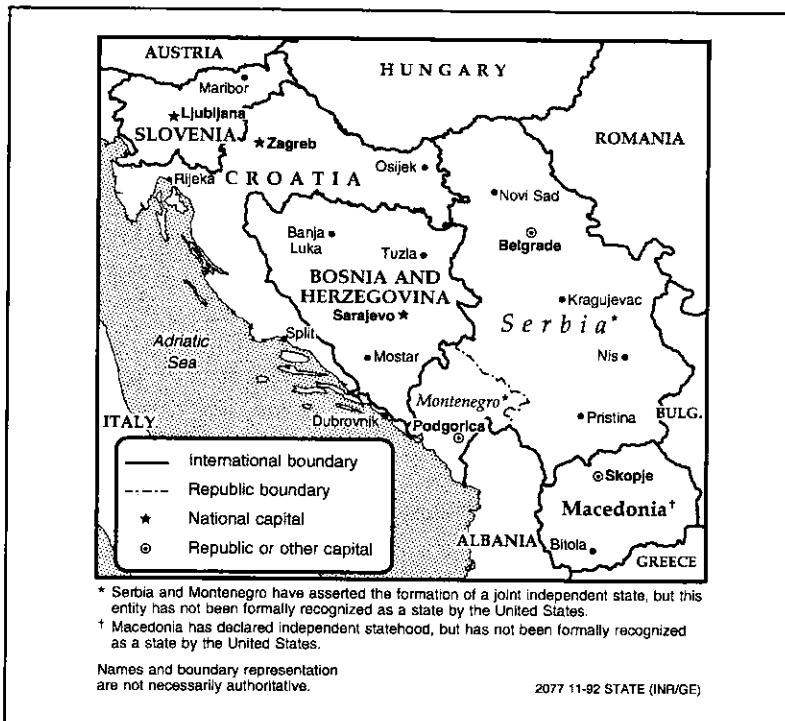 AUSTRIA
HUNGARY
Maribor
Ljubljana
SLOVENIA
Zagreb
ROMANIA
Osijek
Rijeka
CROATIA
Novi Sad
Banja
Luka
Tuzla
Belgrade
BOSNIA AND
HERZEGOVINA
Sarajevo
Kragujevac
Serbia*
Adriatic
Sea
Split
Mostar
Nis
Montenegro*
Pristina
BULG.
ITALY
Dubrovnik
Podgorica
Skopje
Macedonia†
ALBANIA
Bitola
GREECE
International boundary
Republic boundary
National capital
Republic or other capital
* Serbia and Montenegro have asserted the formation of a joint independent state, but this
entity has not been formally recognized as a state by the United States.
† Macedonia has declared independent statehood, but has not been formally recognized
as a state by the United States.
Names and boundary representation
are not necessarily authoritative.
2077 11-92 STATE (INR/GE)